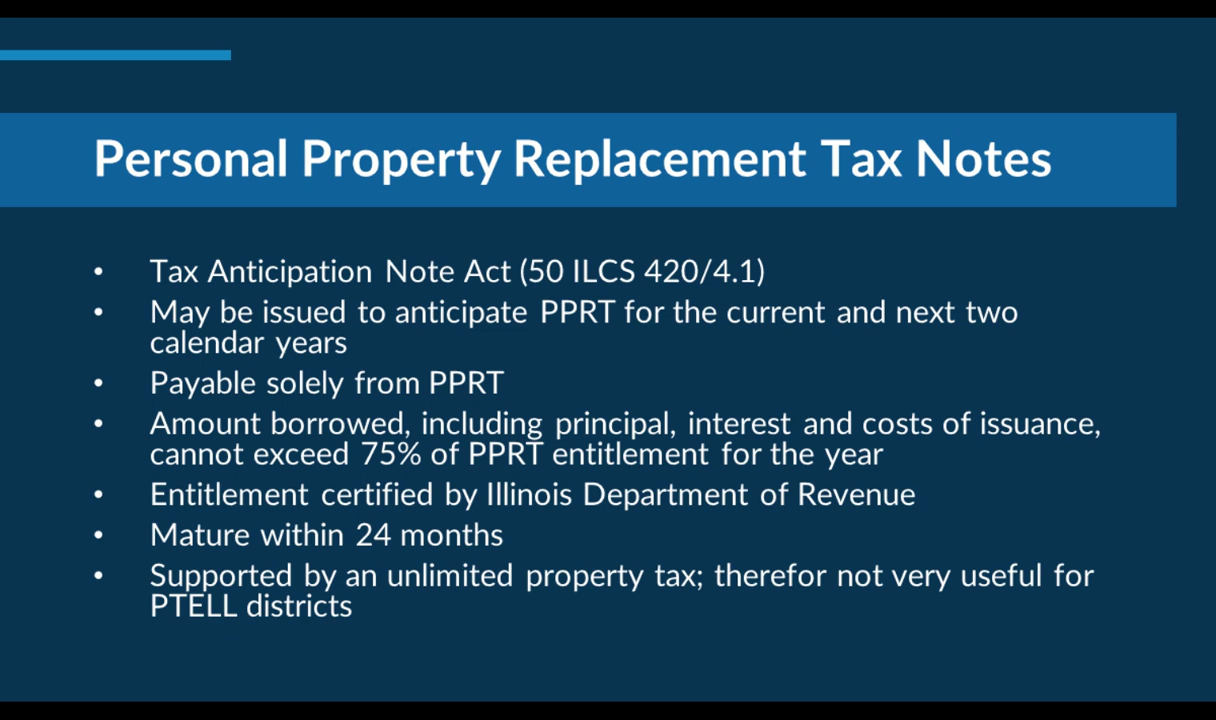 Personal Property Replacement Tax Notes
• Tax Anticipation Note Act (50 ILCS 420/4.1)
• May be issued to anticipate PPRT for the current and next two
calendar years
• Payable solely from PPRT
• Amount borrowed, including principal, interest and costs of issuance,
cannot exceed 75% of PPRT entitlement for the year
• Entitlement certified by Illinois Department of Revenue
• Mature within 24 months
• Supported by an unlimited property tax; therefor not very useful for
PTELL districts